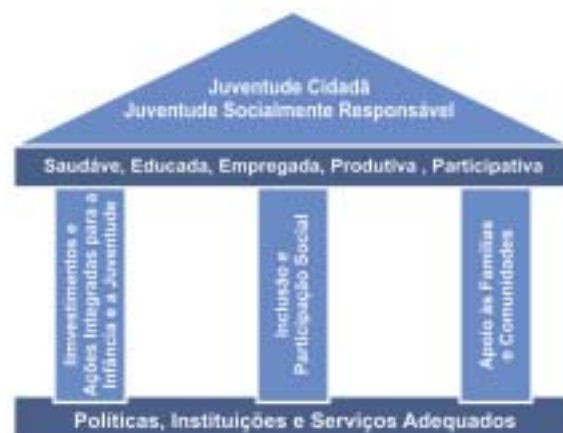 Juventude Cidadã
Juventude Socialmente Responsável
Saudáve, Educada, Empregada, Produtiva , Participativa
Iinvestimentos e
Ações Integradas para a
Infância e a Juventude
Inclusão e
Participação Social
Apoio às Famílias
e Comunidades
Políticas, Instituições e Serviços Adequados